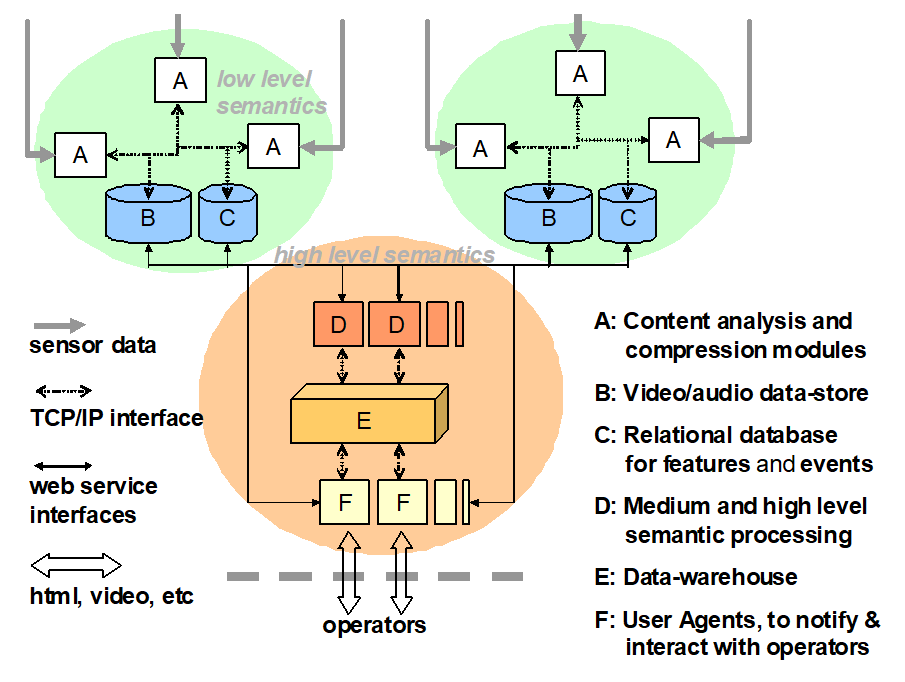 A
low level
semantics
A
A
B
C
A
A
A
B
C
high level semantics
D
D
E
F
F
operators
sensor data
TCP/IP interface
web service
interfaces
html, video, etc
A: Content analysis and
compression modules
B: Video/audio data-store
C: Relational database
for features and events
D: Medium and high level
semantic processing
E: Data-warehouse
F: User Agents, to notify &
interact with operators